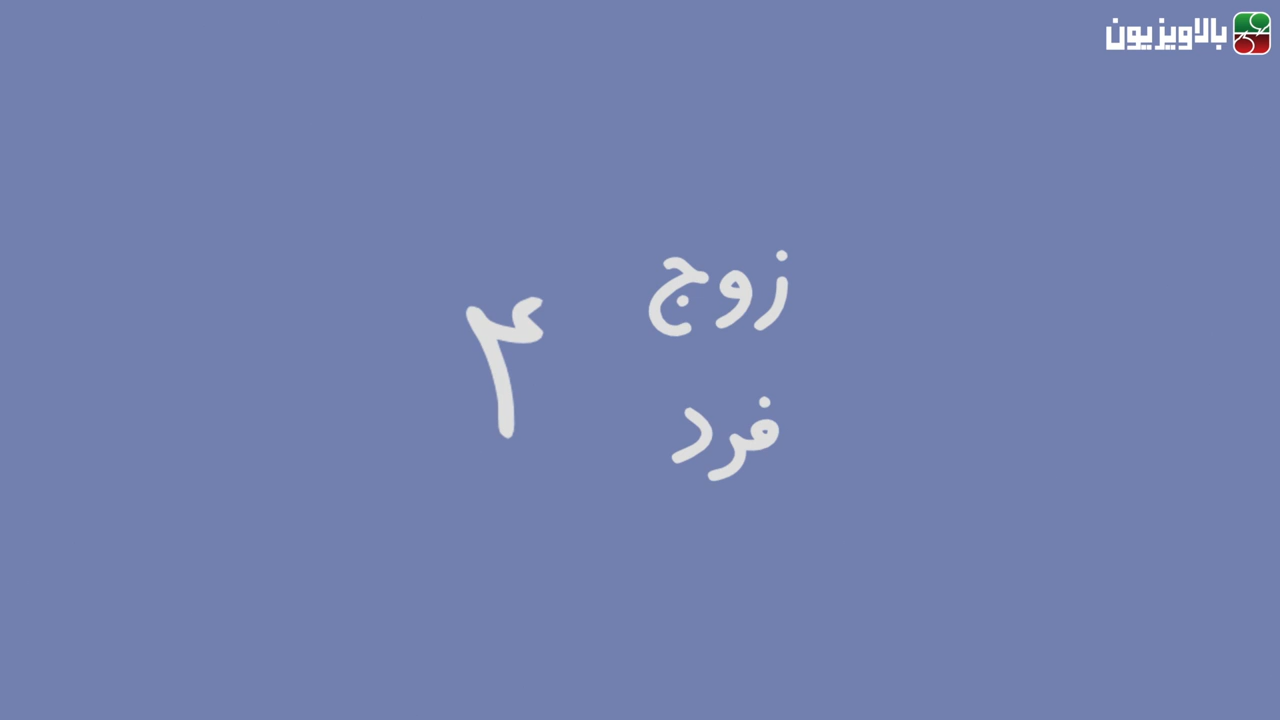 بالاویزیون
زوج
۴
فرد